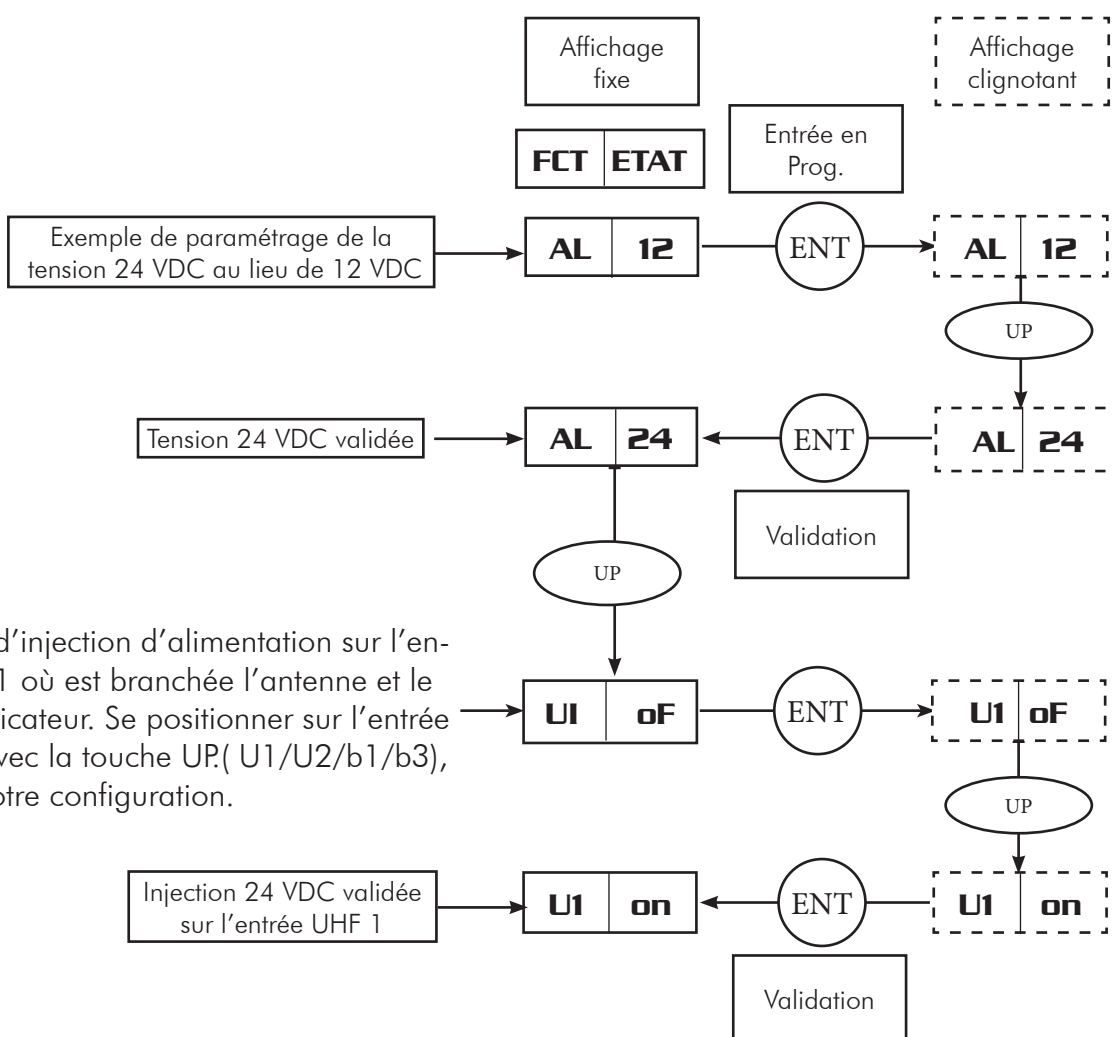 Affichage
fixe
Affichage
clignotant
FCT ETAT
Entrée en
Prog.
Exemple de paramétrage de la
tension 24 VDC au lieu de 12 VDC
AL 12
ENT
AL 12
UP
Tension 24 VDC validée
AL 24
ENT
AL 24
Validation
UP
d'injection d'alimentation sur l'en-
1 où est branchée l'antenne et le
icateur. Se positionner sur l'entrée
vec la touche UP.( U1/U2/b1/b3),
otre configuration.
UI oF
ENT
U1 oF
UP
Injection 24 VDC validée
sur l'entrée UHF 1
U1 on
ENT
U1 on
Validation